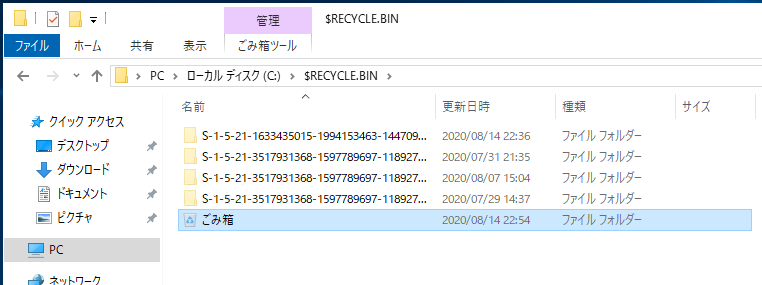 管理
$RECYCLE.BIN
ファイル ホーム 共有 表示 ごみ箱ツール
PC ローカル ディスク (C:) $RECYCLE.BIN
名前 更新日時 種類 サイズ
クイック アクセス
デスクトップ
ダウンロード
ドキュメント
ピクチャ
PC
ネットワーク
S-1-5-21-1633435015-1994153463-144709... 2020/08/14 22:36 ファイル フォルダー
S-1-5-21-3517931368-1597789697-118927... 2020/07/31 21:35 ファイル フォルダー
S-1-5-21-3517931368-1597789697-118927... 2020/08/07 15:04 ファイル フォルダー
S-1-5-21-3517931368-1597789697-118927... 2020/07/29 14:37 ファイル フォルダー
ごみ箱 2020/08/14 22:54 ファイル フォルダー